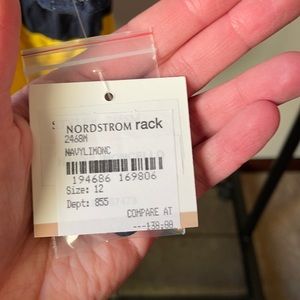 NORDSTROM rack
2468M
NAVYLIMONC
194686 169806
Size: 12
Dept: 855
COMPARE AT
---138.00